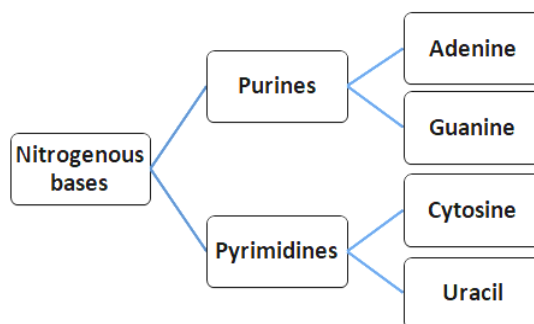 Nitrogenous
bases
Purines
Adenine
Guanine
Pyrimidines
Cytosine
Uracil